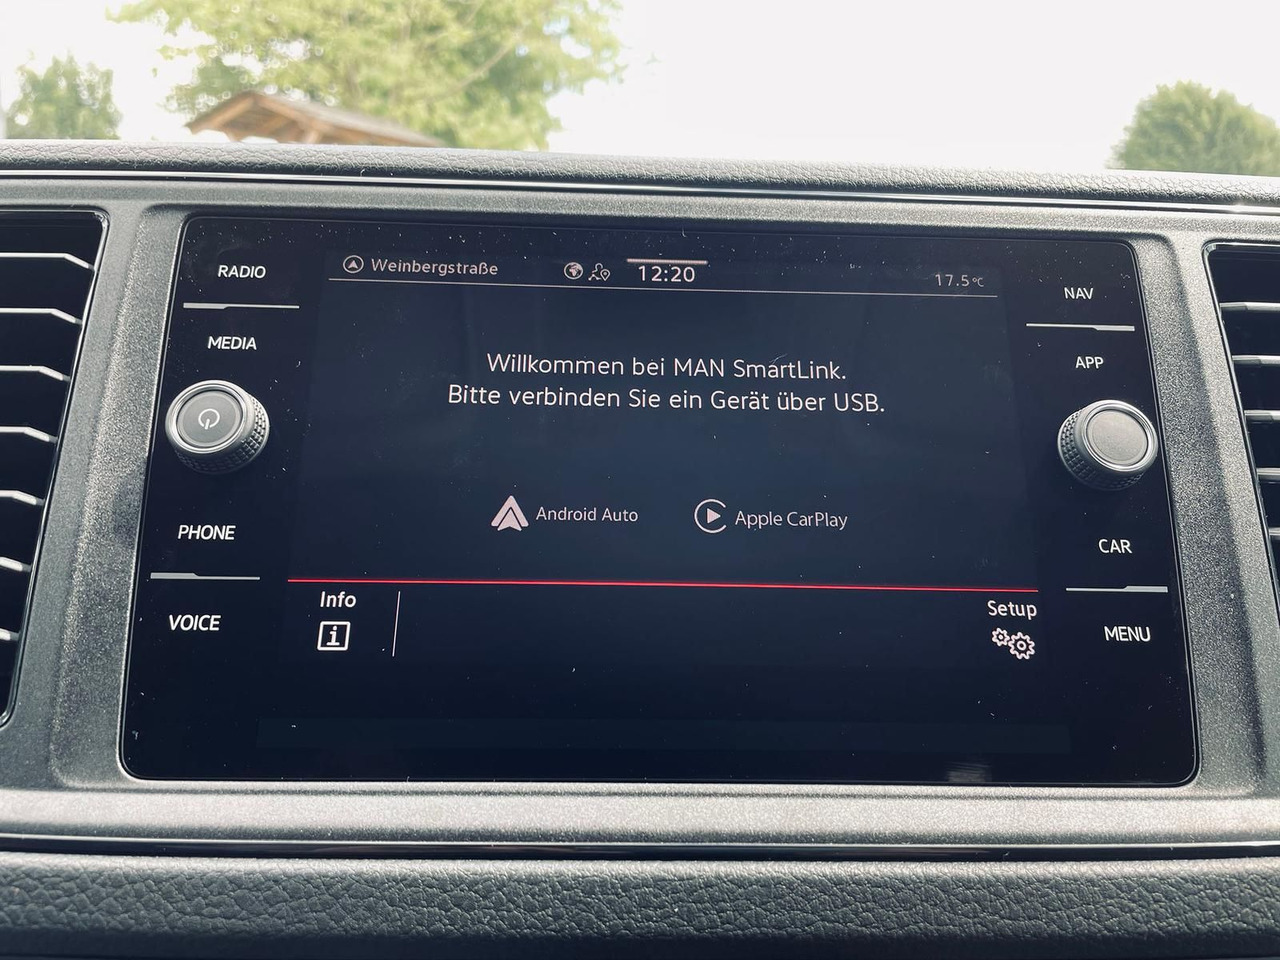 RADIO
MEDIA
PHONE
VOICE
Weinbergstraße
12:20
17.5°C
Willkommen bei MAN SmartLink.
Bitte verbinden Sie ein Gerät über USB.
Android Auto
Apple CarPlay
Info
i
Setup
NAV
APP
CAR
MENU